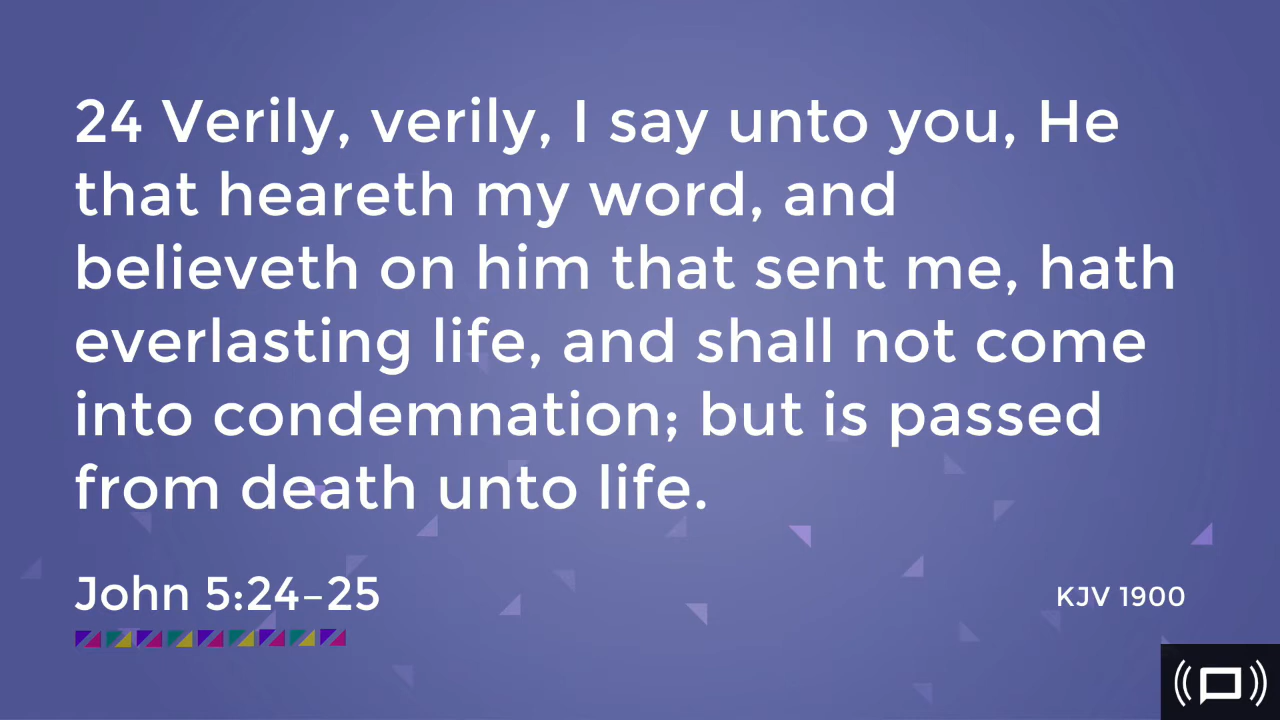 24 Verily, verily, I say unto you, He
that heareth my word, and
believeth on him that sent me, hath
everlasting life, and shall not come
into condemnation; but is passed
from death unto life.
John 5:24–25
KJV 1900